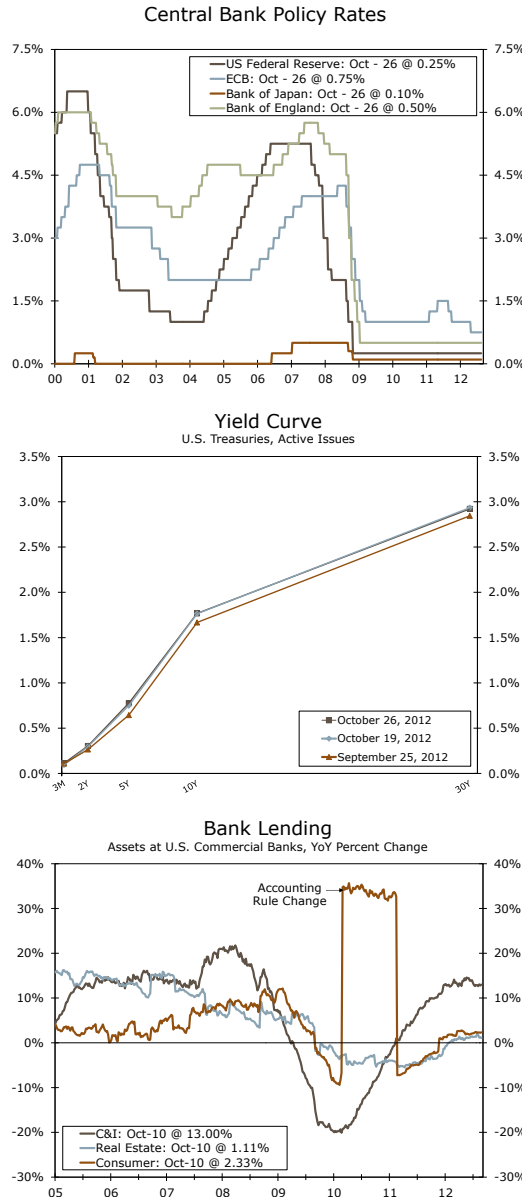 Central Bank Policy Rates
7.5% 7.5%
US Federal Reserve: Oct - 26 @ 0.25%
ECB: Oct - 26 @ 0.75%
Bank of Japan: Oct - 26 @ 0.10%
Bank of England: Oct - 26 @ 0.50%
6.0% 6.0%
4.5% 4.5%
3.0% 3.0%
1.5% 1.5%
0.0% 0.0%
00 01 02 03 04 05 06 07 08 09 10 11 12
Yield Curve
U.S. Treasuries, Active Issues
3.5% 3.5%
3.0% 3.0%
2.5% 2.5%
2.0% 2.0%
1.5% 1.5%
1.0% 1.0%
0.5% 0.5%
October 26, 2012
October 19, 2012
September 25, 2012
0.0% 0.0%
3M 2Y 5Y 10Y 30Y
Bank Lending
Assets at U.S. Commercial Banks, YoY Percent Change
40% 40%
Accounting
Rule Change
30% 30%
20% 20%
10% 10%
0% 0%
-10% -10%
-20% -20%
C&I: Oct-10 @ 13.00%
Real Estate: Oct-10 @ 1.11%
Consumer: Oct-10 @ 2.33%
-30% -30%
05 06 07 08 09 10 11 12